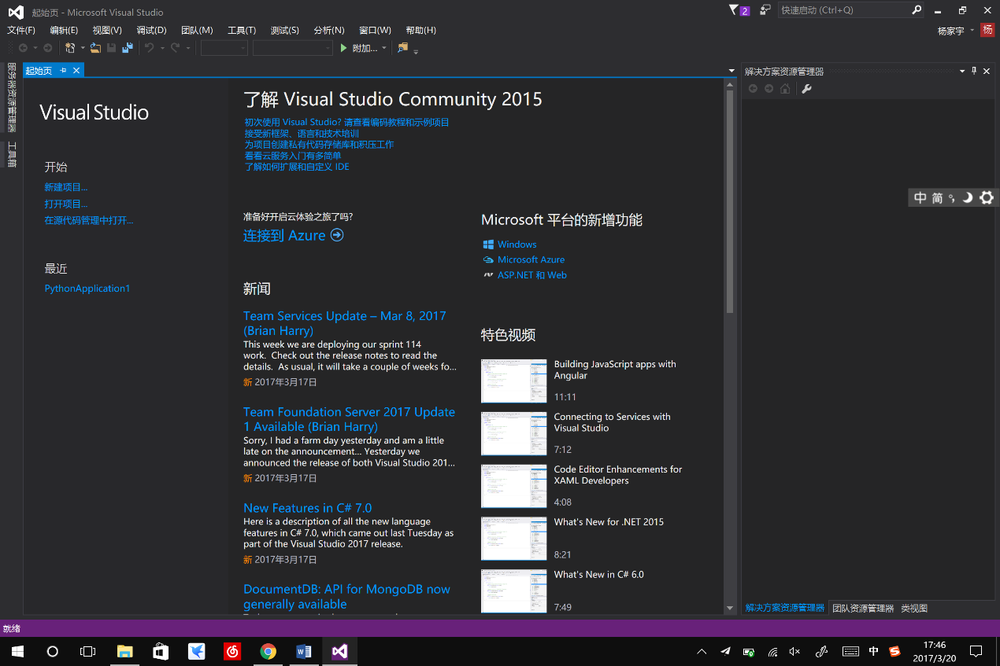 起始页 - Microsoft Visual Studio
2
快速启动 (Ctrl+Q)
文件(F) 编辑(E) 视图(V) 调试(D) 团队(M) 工具(T) 测试(S) 分析(N) 窗口(W) 帮助(H)
杨家宇
杨
附加...
服务器资源管理器
工具箱
起始页
Visual Studio
开始
新建项目...
打开项目...
在源代码管理中打开...
最近
PythonApplication1
了解 Visual Studio Community 2015
初次使用 Visual Studio? 请查看编码教程和示例项目
接受新框架、语言和技术培训
为项目创建私有代码存储库和积压工作
看看云服务入门有多简单
了解如何扩展和自定义 IDE
准备好开启云体验之旅了吗?
连接到 Azure
新闻
Team Services Update – Mar 8, 2017
(Brian Harry)
This week we are deploying our sprint 114
work. Check out the release notes to read the
details. As usual, it will take a couple of weeks fo...
新 2017年3月17日
Team Foundation Server 2017 Update
1 Available (Brian Harry)
Sorry, I had a farm day yesterday and am a little
late on the announcement... Yesterday we
announced the release of both Visual Studio 201...
新 2017年3月17日
New Features in C# 7.0
Here is a description of all the new language
features in C# 7.0, which came out last Tuesday as
part of the Visual Studio 2017 release.
新 2017年3月17日
DocumentDB: API for MongoDB now
generally available
Microsoft 平台的新增功能
Windows
Microsoft Azure
ASP.NET 和 Web
特色视频
Building JavaScript apps with
Angular
11:11
Connecting to Services with
Visual Studio
7:12
Code Editor Enhancements for
XAML Developers
4:08
What's New for .NET 2015
8:21
What's New in C# 6.0
7:49
解决方案资源管理器
中 简
解决方案资源管理器 团队资源管理器 类视图
就绪
中
17:46
2017/3/20